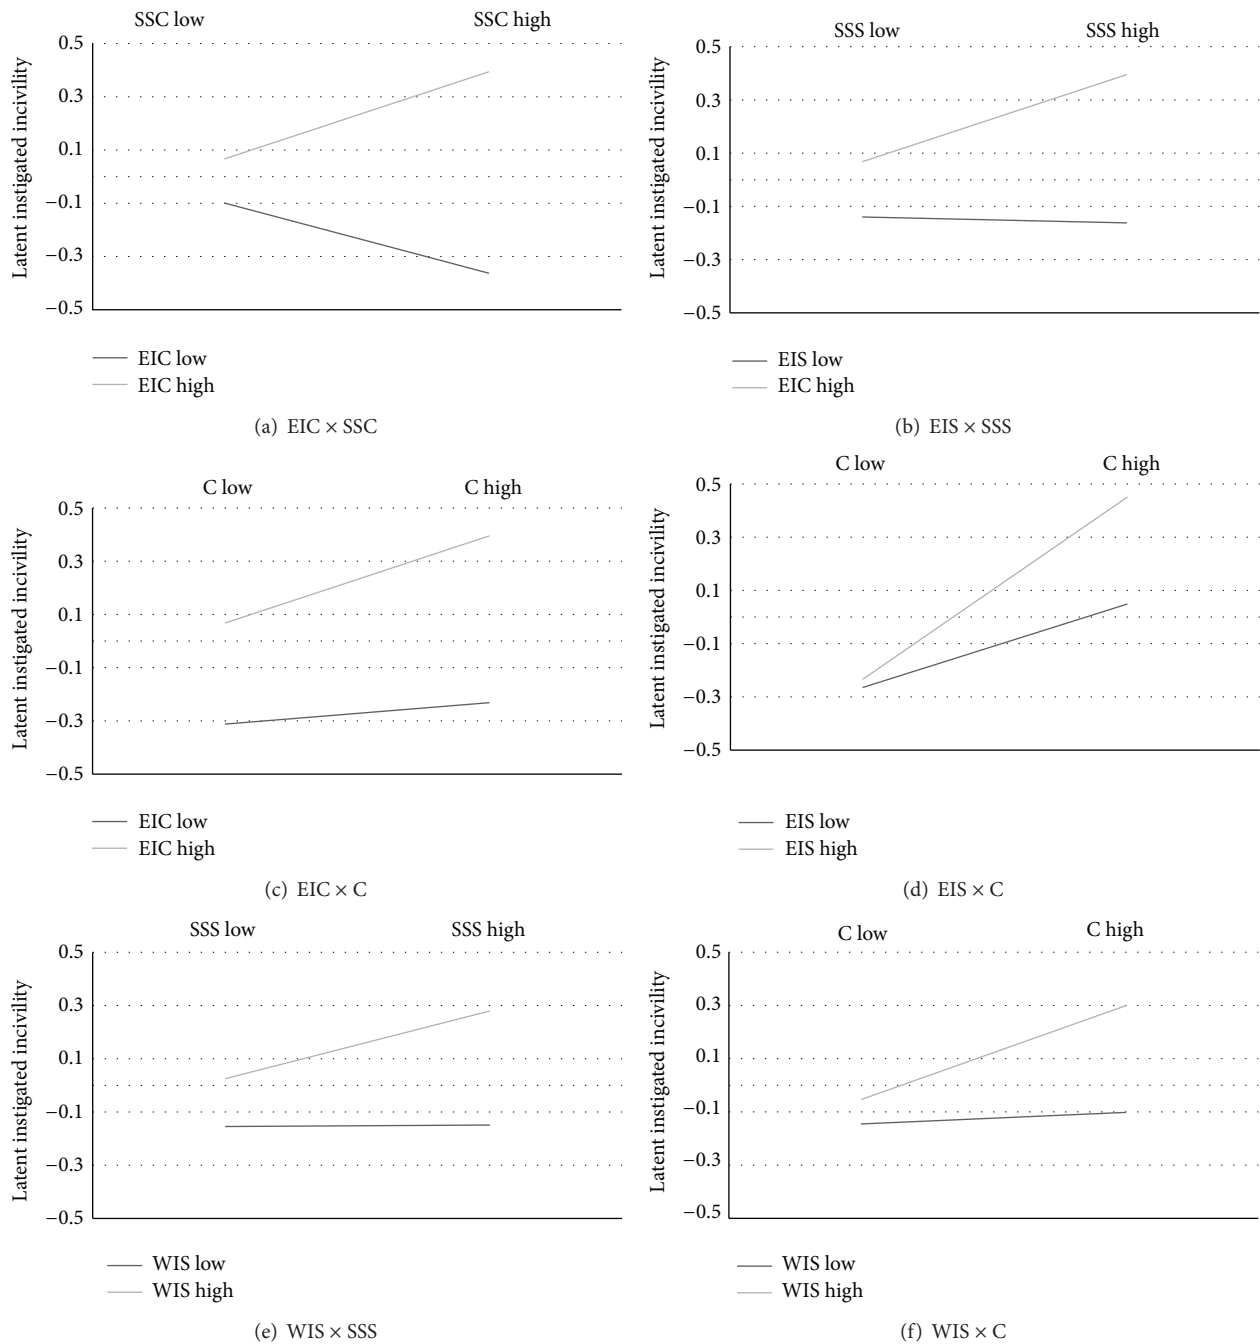 SSC low SSC high
0.5
0.3
0.1
−0.1
−0.3
−0.5
Latent instigated incivility
EIC low
EIC high
(a) EIC × SSC
SSS low SSS high
0.5
0.3
0.1
−0.1
−0.3
−0.5
Latent instigated incivility
EIS low
EIC high
(b) EIS × SSS
C low C high
0.5
0.3
0.1
−0.1
−0.3
−0.5
Latent instigated incivility
EIC low
EIC high
(c) EIC × C
C low C high
0.5
0.3
0.1
−0.1
−0.3
−0.5
Latent instigated incivility
EIS low
EIS high
(d) EIS × C
SSS low SSS high
0.5
0.3
0.1
−0.1
−0.3
−0.5
Latent instigated incivility
WIS low
WIS high
(e) WIS × SSS
C low C high
0.5
0.3
0.1
−0.1
−0.3
−0.5
Latent instigated incivility
WIS low
WIS high
(f) WIS × C